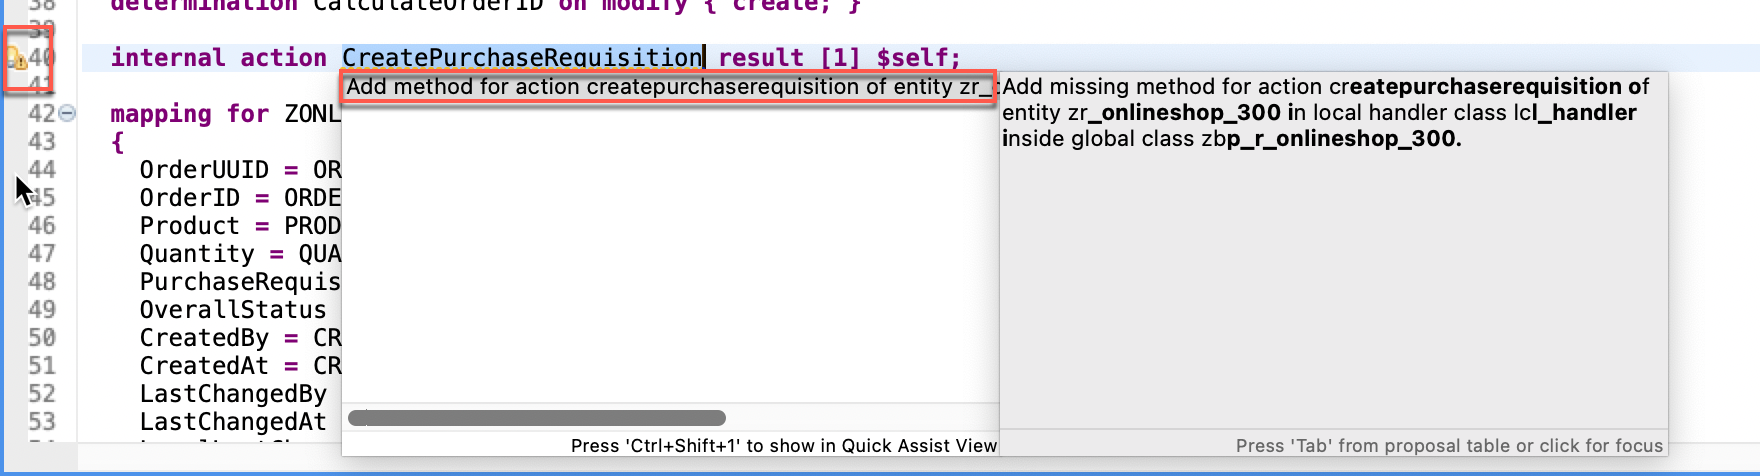 38 determination CalculateOrderID on modify { create; }
39
40 internal action CreatePurchaseRequisition result [1] $self;
41
Add method for action createpurchaserequisition of entity zr_
Add missing method for action createpurchaserequisition of
entity zr_onlineshop_300 in local handler class lcl_handler
inside global class zbp_r_onlineshop_300.
42 mapping for ZONL
43 {
44 OrderUUID = OR
45 OrderID = ORDE
46 Product = PROD
47 Quantity = QUA
48 PurchaseRequis
49 OverallStatus
50 CreatedBy = CR
51 CreatedAt = CR
52 LastChangedBy
53 LastChangedAt
Press 'Ctrl+Shift+1' to show in Quick Assist View
Press 'Tab' from proposal table or click for focus